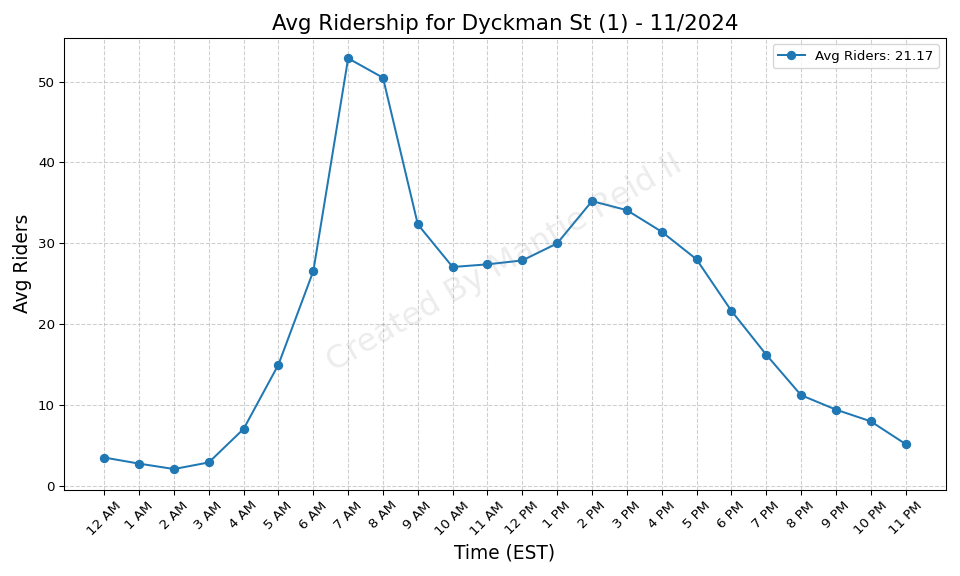 Avg Ridership for Dyckman St (1) - 11/2024
Avg Riders: 21.17
50
40
30
20
10
0
Avg Riders
Created By Mantic Reid II
12 AM
1 AM
2 AM
3 AM
4 AM
5 AM
6 AM
7 AM
8 AM
9 AM
10 AM
11 AM
12 PM
1 PM
2 PM
3 PM
4 PM
5 PM
6 PM
7 PM
8 PM
9 PM
10 PM
11 PM
Time (EST)